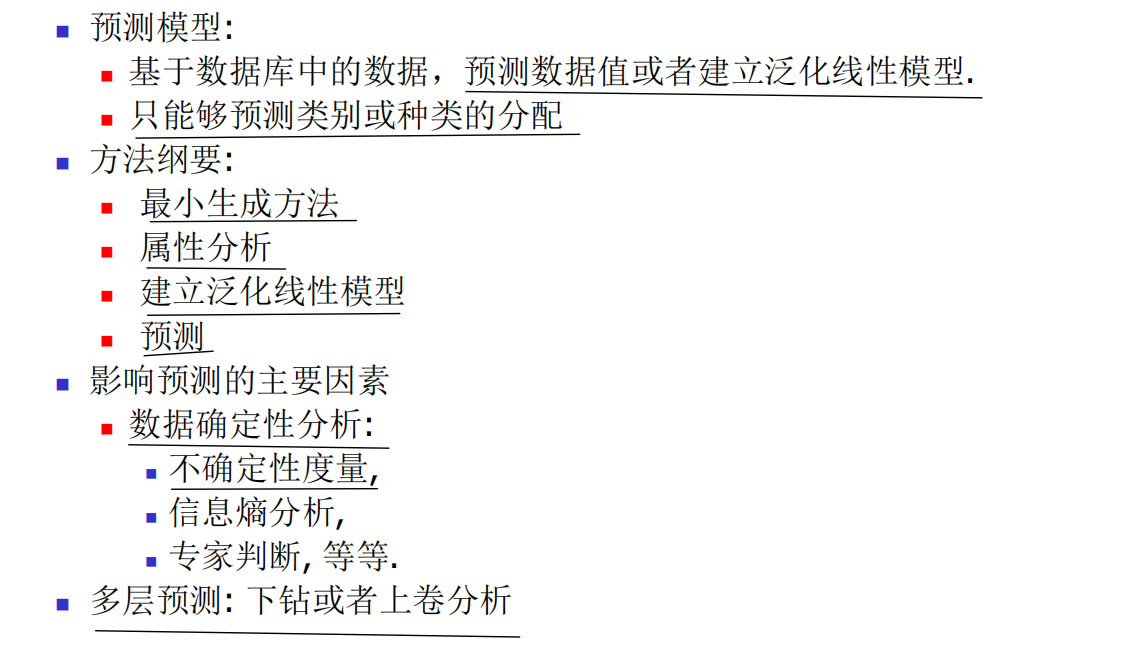 预测模型:
基于数据库中的数据，预测数据值或者建立泛化线性模型.
只能够预测类别或种类的分配
方法纲要:
最小生成方法
属性分析
建立泛化线性模型
预测
影响预测的主要因素
数据确定性分析:
不确定性度量,
信息熵分析,
专家判断, 等等.
多层预测: 下钻或者上卷分析